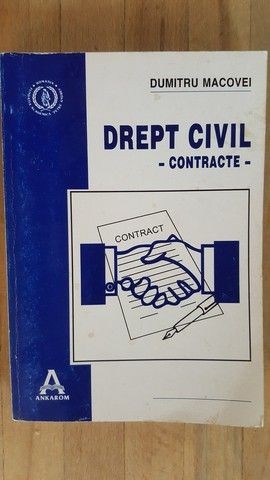 DUMITRU MACOVEI
DREPT CIVIL
- CONTRACTE -
CONTRACT
A
ANKAROM